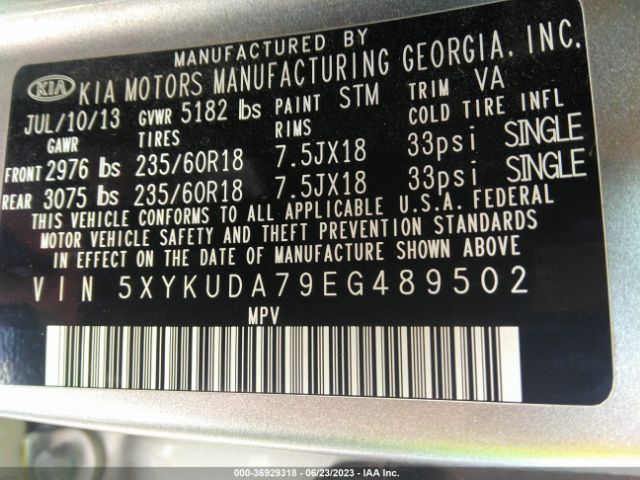 MANUFACTURED BY
KIA KIA MOTORS MANUFACTURING GEORGIA, INC.
JUL/10/13 GVWR 5182 lbs PAINT STM TRIM VA
GAWR TIRES RIMS COLD TIRE INFL
FRONT 2976 lbs 235/60R18 7.5JX18 33psi SINGLE
REAR 3075 lbs 235/60R18 7.5JX18 33psi SINGLE
THIS VEHICLE CONFORMS TO ALL APPLICABLE U.S.A. FEDERAL
MOTOR VEHICLE SAFETY AND THEFT PREVENTION STANDARDS
IN EFFECT ON THE DATE OF MANUFACTURE SHOWN ABOVE
VIN 5XYKUDA79EG489502
MPV
000-36929318 - 06/23/2023 - IAA Inc.